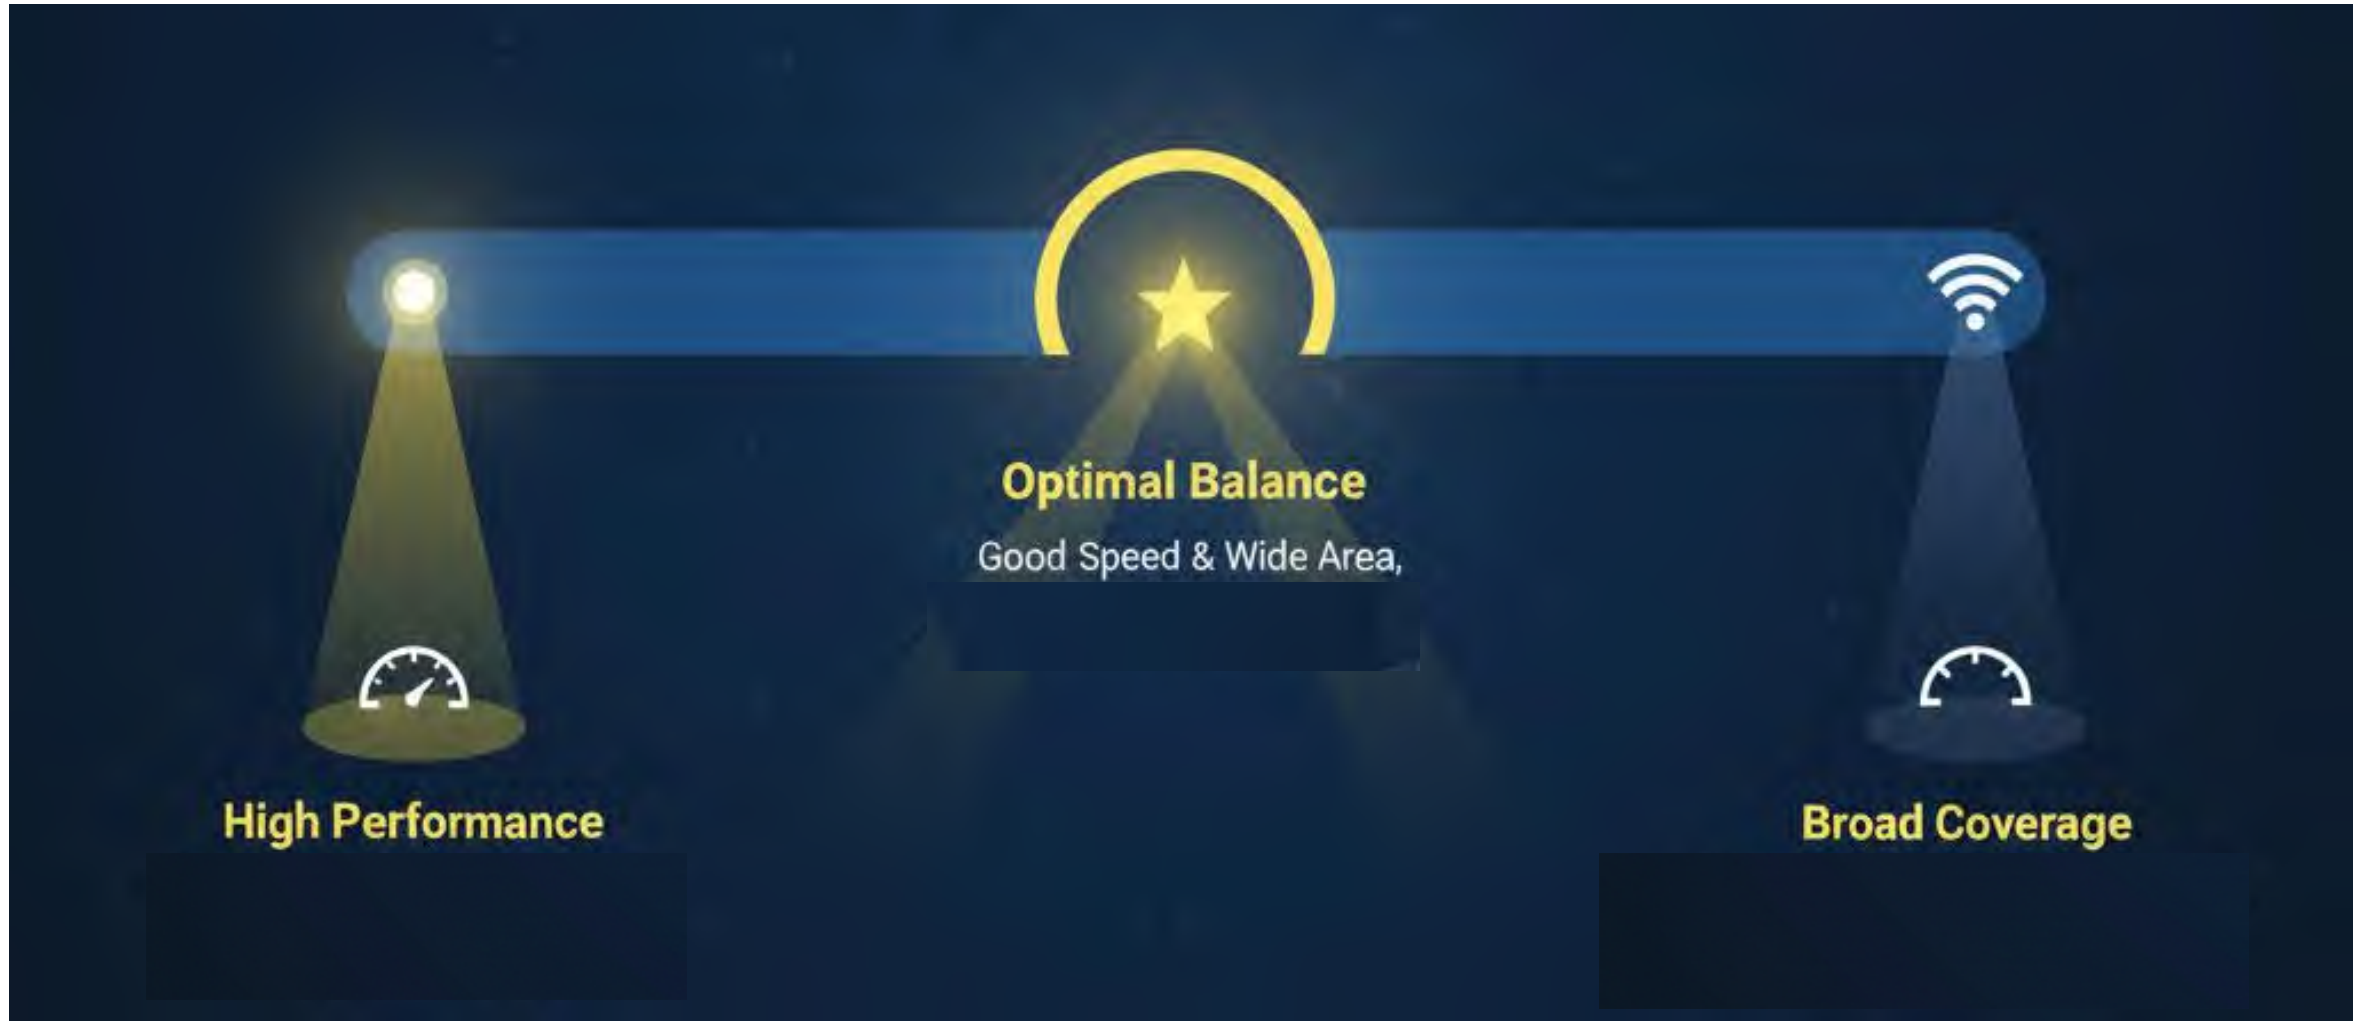 Optimal Balance
Good Speed & Wide Area,
High Performance
Broad Coverage